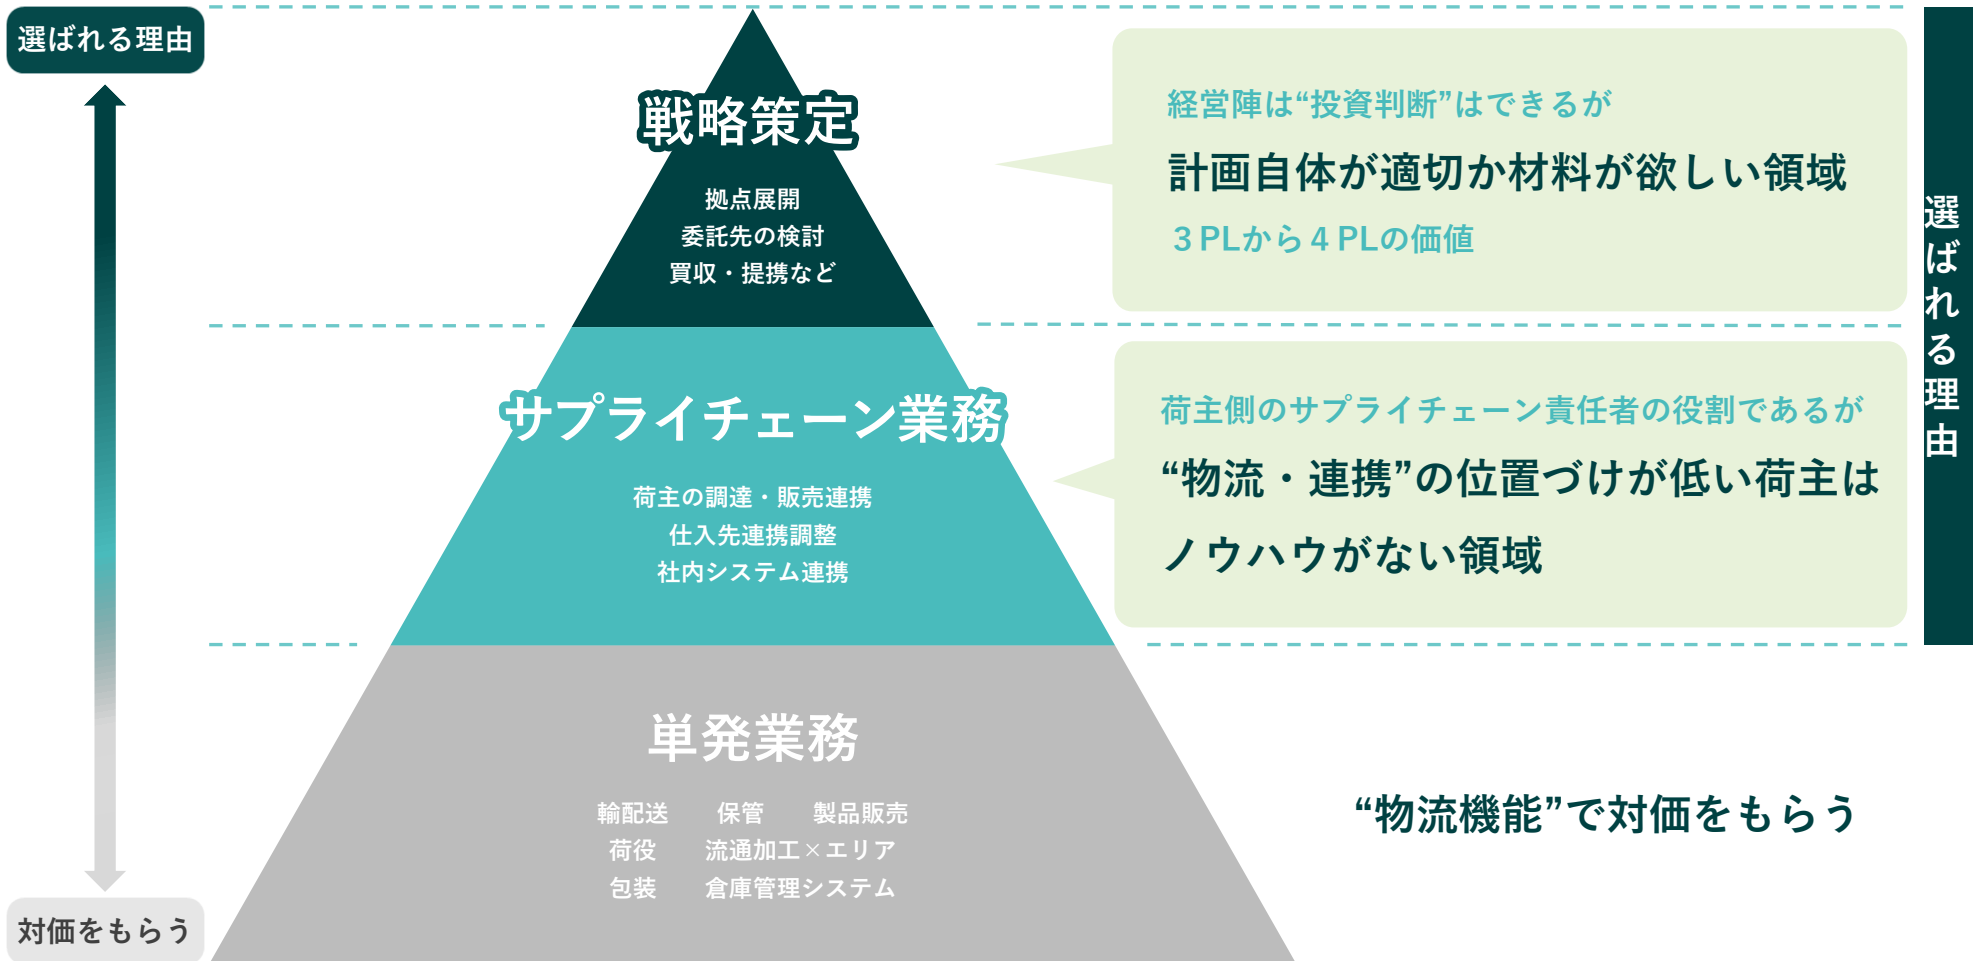 選ばれる理由
戦略策定
拠点展開
委託先の検討
買収・提携など
経営陣は“投資判断”はできるが
計画自体が適切か材料が欲しい領域
３PLから４PLの価値
選ばれる理由
サプライチェーン業務
荷主の調達・販売連携
仕入先連携調整
社内システム連携
荷主側のサプライチェーン責任者の役割であるが
“物流・連携”の位置づけが低い荷主は
ノウハウがない領域
単発業務
輸配送　　保管　　製品販売
荷役　　流通加工×エリア
包装　　倉庫管理システム
“物流機能”で対価をもらう
対価をもらう